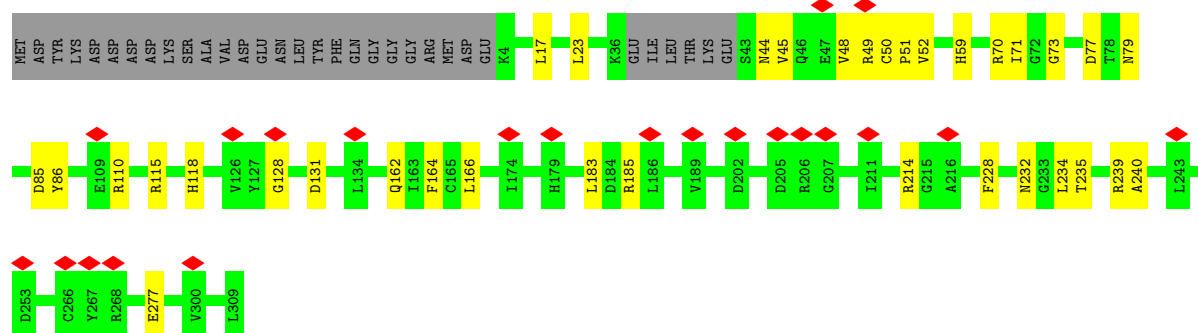 MET ASP TYR LYS ASP ASP ASP ASP LYS SER ALA VAL ASP GLU ASN LEU TYR PHE GLN GLY GLY GLY ARG MET ASP GLU K4 L17 L23 K36 GLU ILE LEU THR LYS GLU S43 N44 V45 Q46 E47 V48 R49 C50 P51 V52 H59 R70 I71 G72 G73 D77 T78 N79
D85 Y86 E109 R110 R115 H118 V126 Y127 G128 D131 L134 Q162 I163 F164 C165 L166 I174 H179 L183 D184 R185 L186 V189 D202 D205 R206 G207 I211 R214 G215 A216 F228 N232 G233 L234 T235 R239 A240 L243
D253 C266 Y267 R268 E277 V300 L309